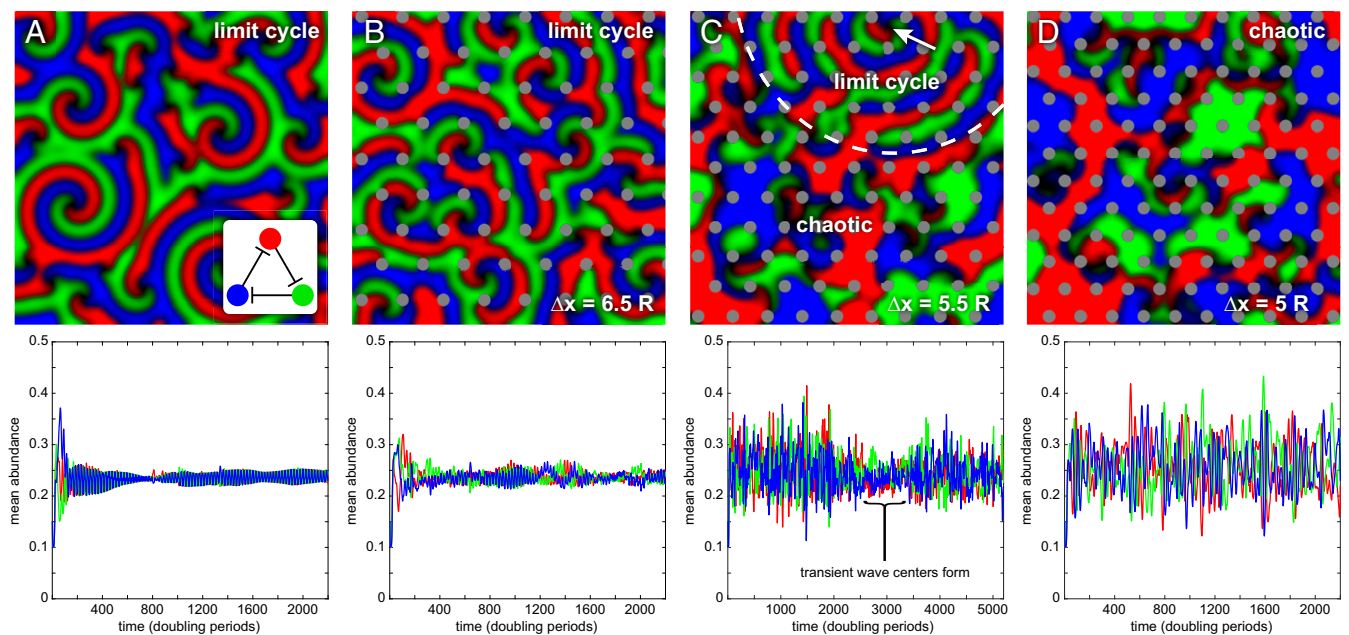 A
limit cycle
B
limit cycle
Δx = 6.5 R
C
limit cycle
chaotic
Δx = 5.5 R
D
chaotic
Δx = 5 R
mean abundance
0.5
0.4
0.3
0.2
0.1
0
400 800 1200 1600 2000
time (doubling periods)
mean abundance
0.5
0.4
0.3
0.2
0.1
0
400 800 1200 1600 2000
time (doubling periods)
mean abundance
0.5
0.4
0.3
0.2
0.1
0
transient wave centers form
1000 2000 3000 4000 5000
time (doubling periods)
mean abundance
0.5
0.4
0.3
0.2
0.1
0
400 800 1200 1600 2000
time (doubling periods)